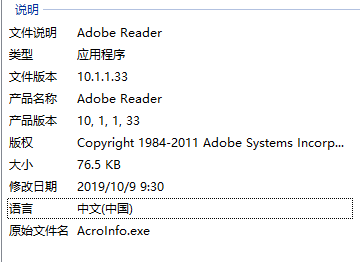 说明
文件说明 Adobe Reader
类型 应用程序
文件版本 10.1.1.33
产品名称 Adobe Reader
产品版本 10, 1, 1, 33
版权 Copyright 1984-2011 Adobe Systems Incorp...
大小 76.5 KB
修改日期 2019/10/9 9:30
语言 中文(中国)
原始文件名 AcroInfo.exe